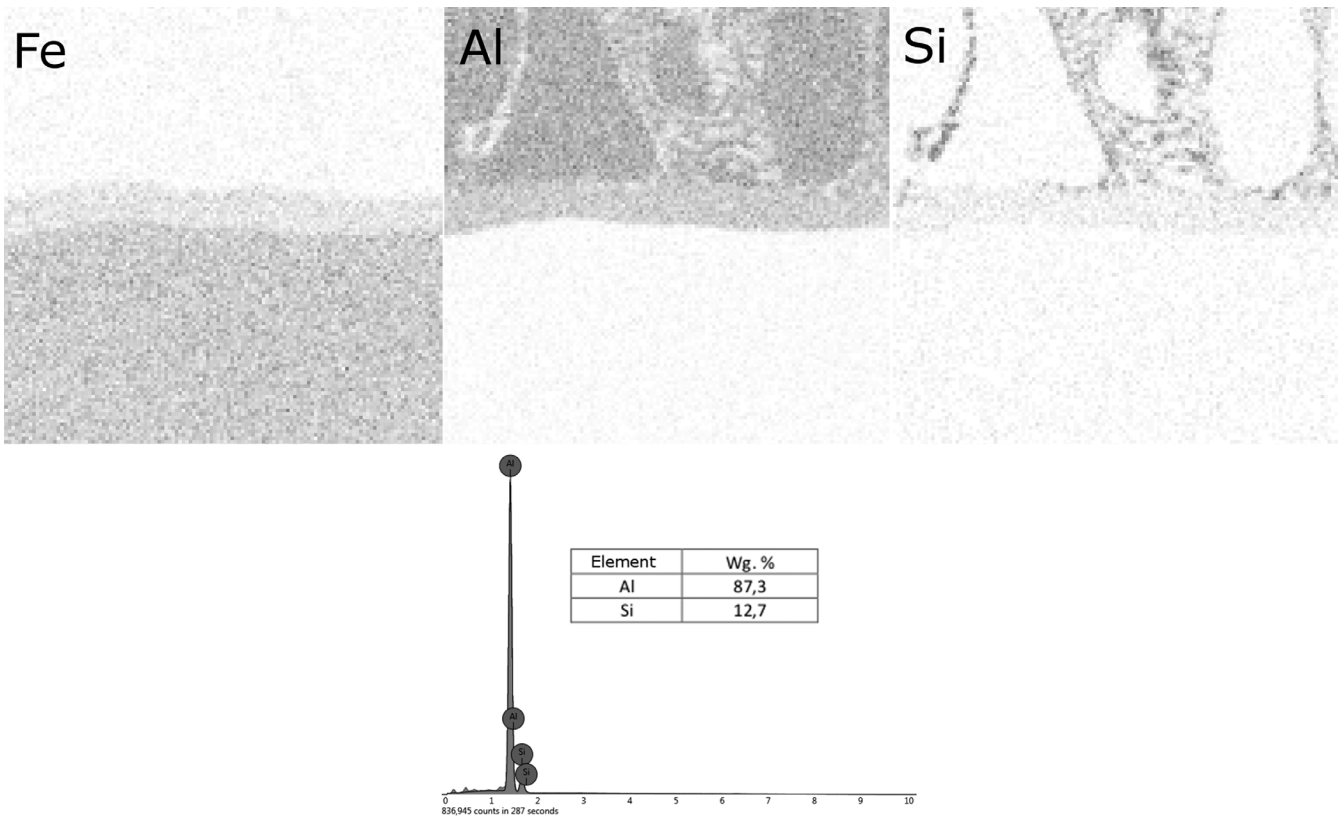 Fe
Al
Si
Al
Element Wg. %
Al 87,3
Si 12,7
Al
Si
Si
0 1 2 3 4 5 6 7 8 9 10
836,945 counts in 287 seconds